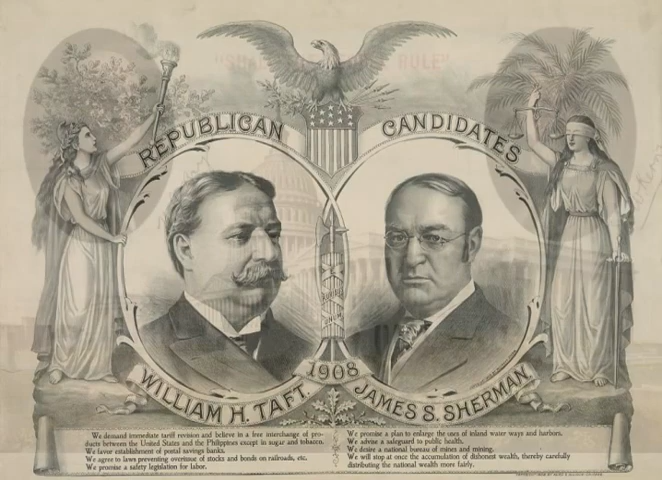 "SHALL THE PEOPLE RULE"
REPUBLICAN CANDIDATES
1908
WILLIAM H. TAFT. JAMES S. SHERMAN.
We demand immediate tariff revision and believe in a free interchange of pro-
ducts between the United States and the Philippines except in sugar and tobacco.
We favor establishment of postal savings banks.
We agree to laws preventing overissue of stocks and bonds on railroads, etc.
We promise a safety legislation for labor.
We promise a plan to enlarge the uses of inland water ways and harbors.
We advise a safeguard to public health.
We desire a national bureau of mines and mining.
We will stop at once the accumulation of dishonest wealth, thereby carefully
distributing the national wealth more fairly.